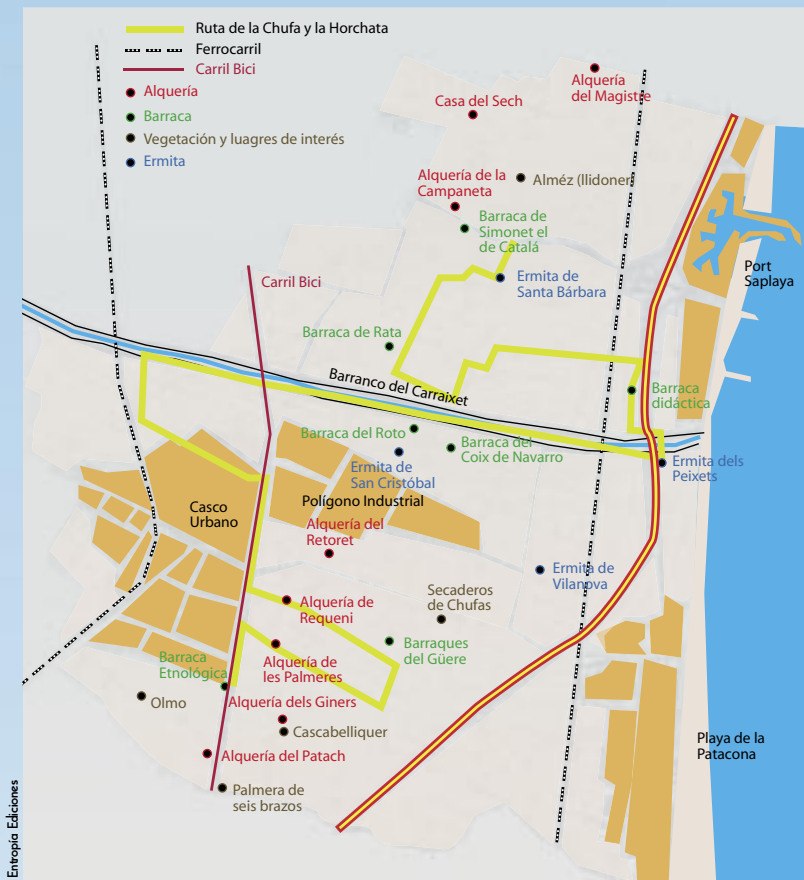 Ruta de la Chufa y la Horchata
Ferrocarril
Carril Bici
Alquería
Barraca
Vegetación y luagres de interés
Ermita
Alquería
del Magistre
Casa del Sech
Alquería de la
Campaneta
Alméz (llidoner)
Barraca de
Simonet el
de Catalá
Port
Saplaya
Carril Bici
Ermita de
Santa Bárbara
Barraca de Rata
Barranco del Carraixet
Barraca
didáctica
Barraca del Roto
Barraca del
Coix de Navarro
Ermita de
San Cristóbal
Ermita dels
Peixets
Casco
Urbano
Polígono Industrial
Alquería del
Retoret
Ermita de
Vilanova
Secaderos
de Chufas
Alquería de
Requeni
Barraques
del Güere
Alquería de
les Palmeres
Barraca
Etnológica
Olmo
Alquería dels Giners
Cascabelliquer
Playa de la
Patacona
Alquería del Patach
Palmera de
seis brazos
Entropía Ediciones